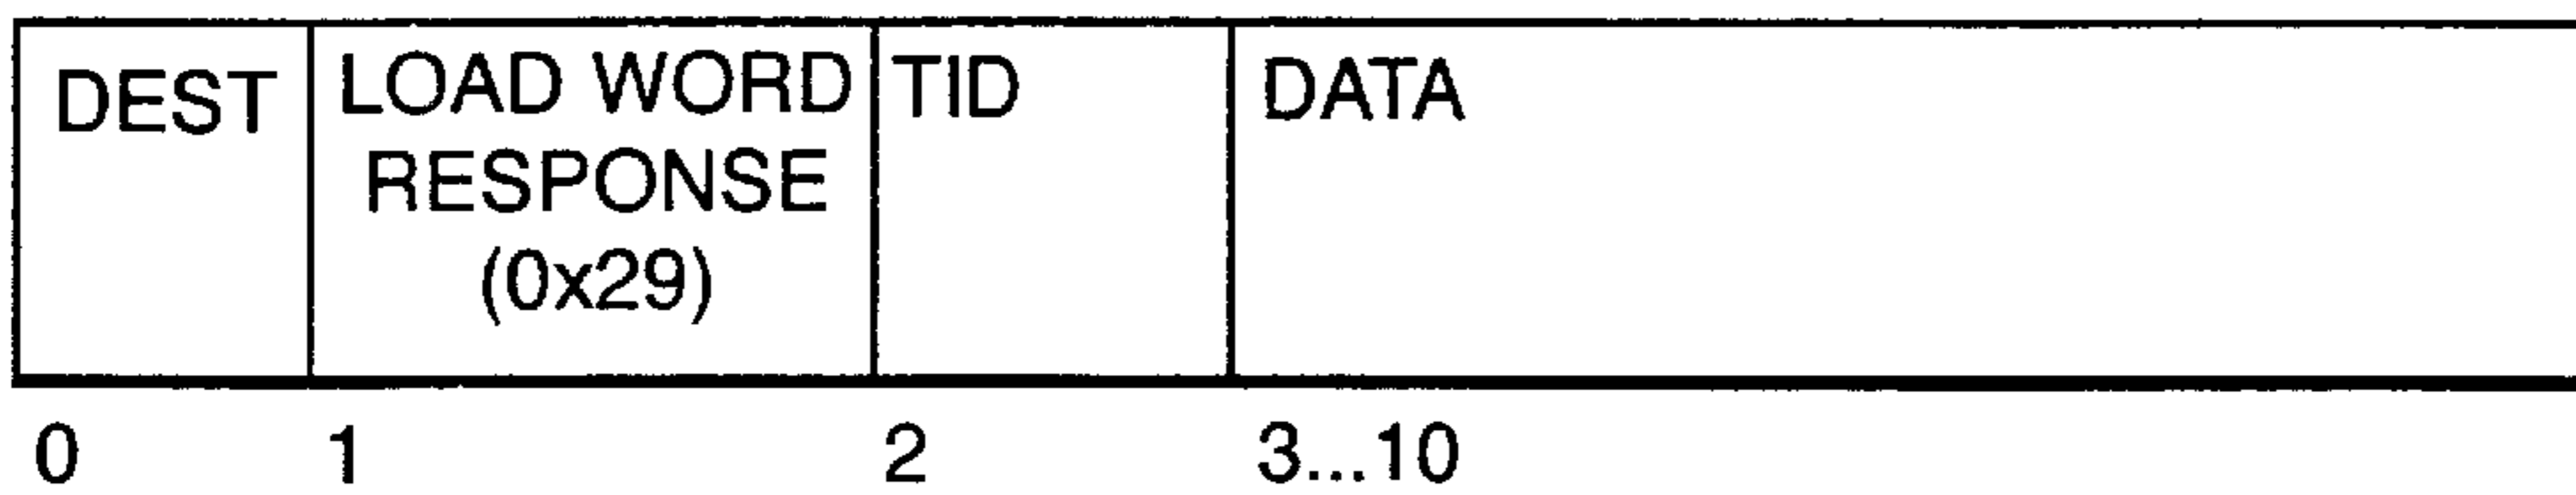 DEST
LOAD WORD
RESPONSE
(0x29)
TID
DATA
0
1
2
3...10